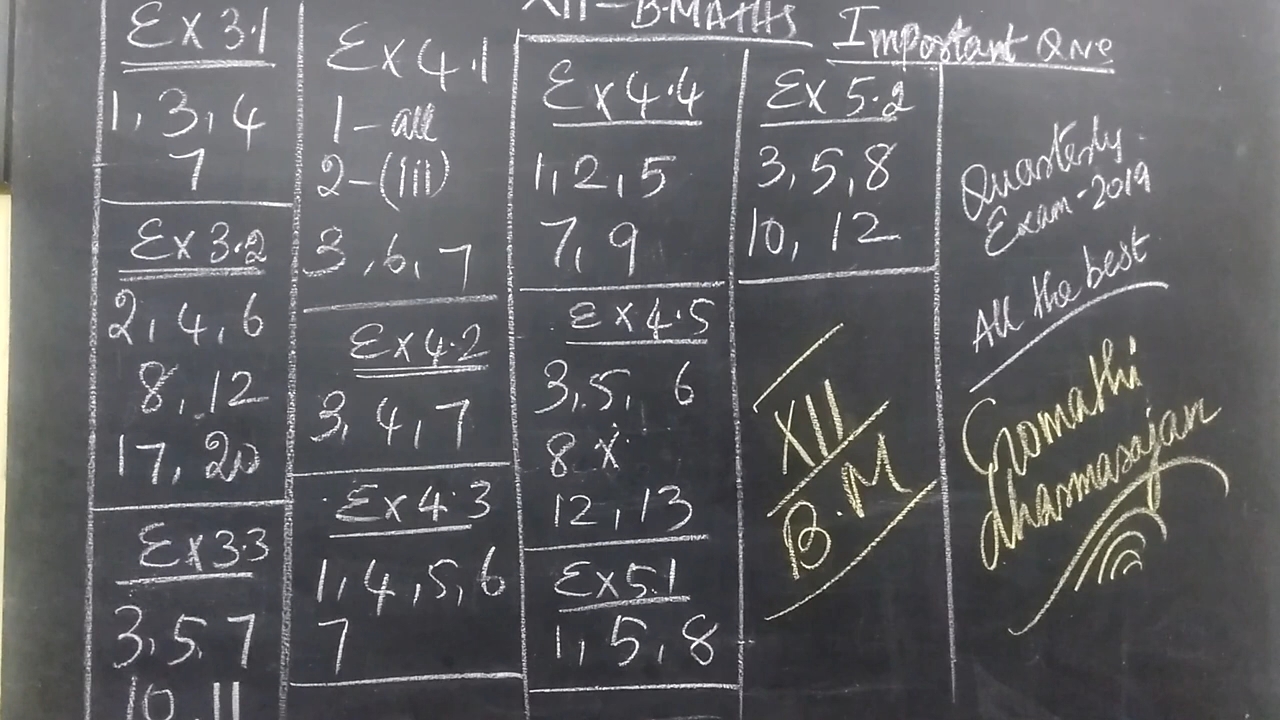 XII-B.MATHS Important Qns
Ex 3.1
1, 3, 4
7
Ex 3.2
2, 4, 6
8, 12
17, 20
Ex 3.3
3, 5, 7
10, 11
Ex 4.1
1-all
2-(iii)
3, 6, 7
Ex 4.2
3, 4, 7
Ex 4.3
1, 4, 5, 6
7
Ex 4.4
1, 2, 5
7, 9
Ex 4.5
3, 5, 6
8
12, 13
Ex 5.1
1, 5, 8
Ex 5.2
3, 5, 8
10, 12
XII
B.M
Quarterly
Exam-2019
All the best
Gomathi
dharmarajan